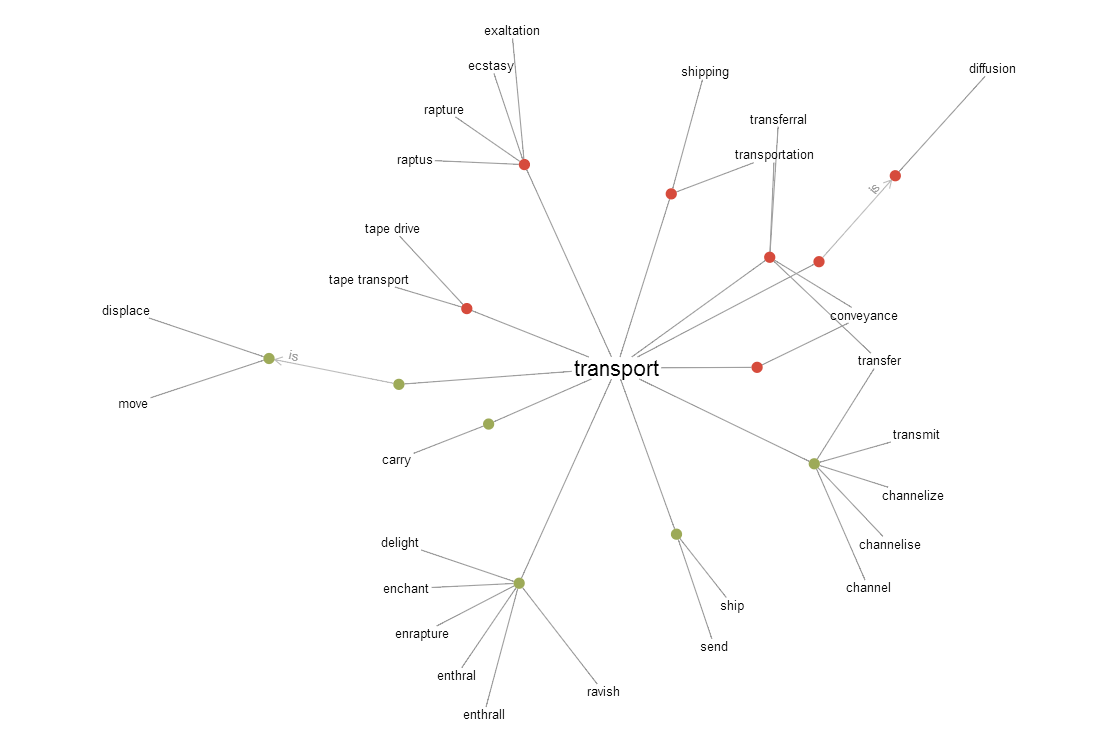 exaltation
ecstasy
shipping
diffusion
rapture
transferral
raptus
transportation
is
tape drive
tape transport
displace
conveyance
is
transfer
transport
move
carry
transmit
channelize
delight
channelise
enchant
channel
ship
enrapture
send
enthral
ravish
enthrall